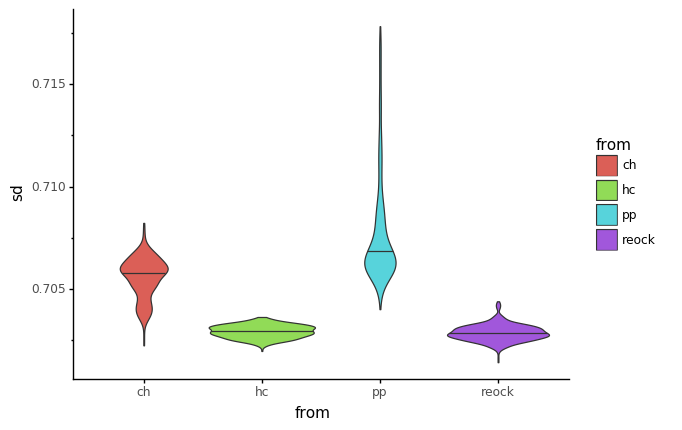 0.715
0.710
0.705
sd
ch
hc
pp
reock
from
from
ch
hc
pp
reock